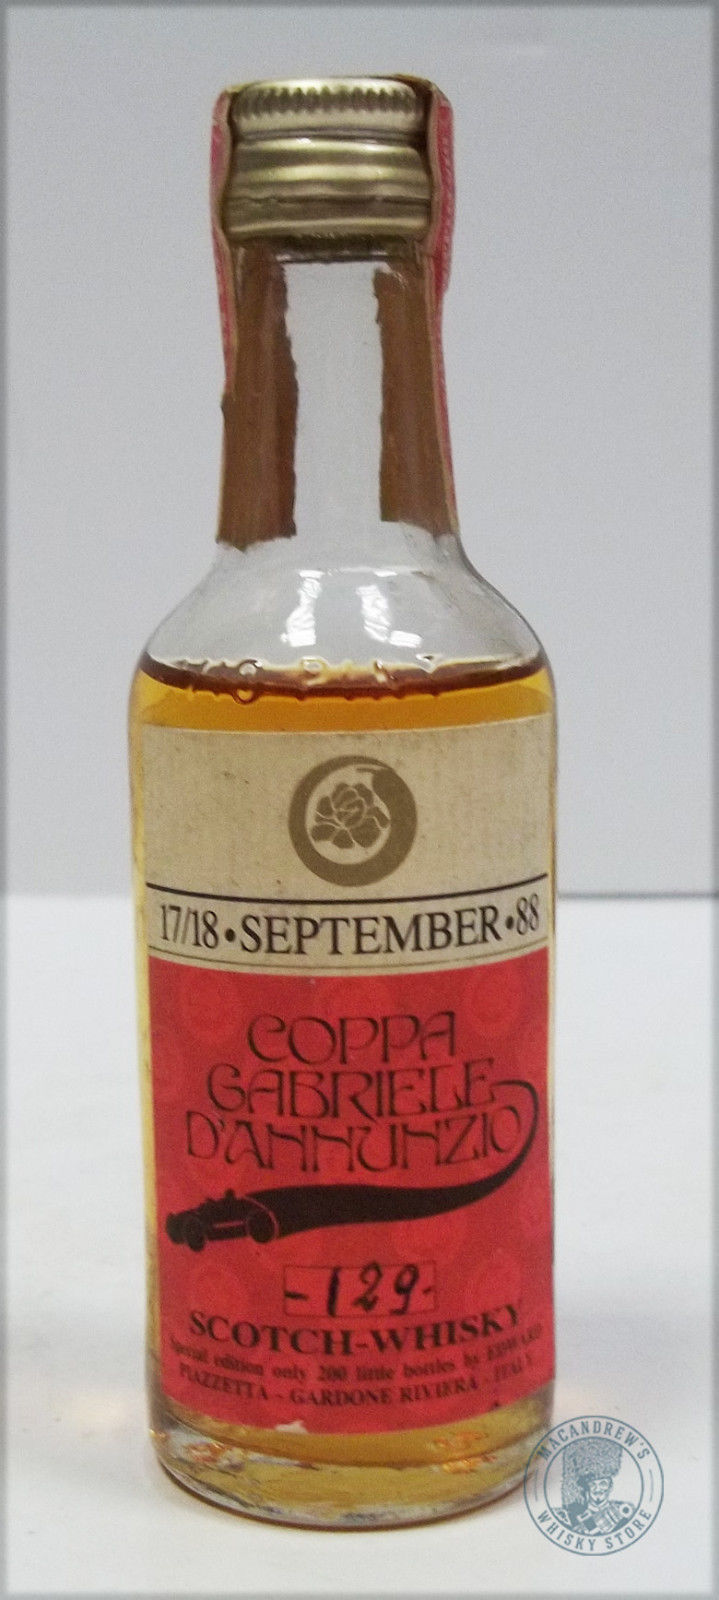 17/18 • SEPTEMBER • 88
COPPA
GABRIELE
D'ANNUNZIO
-129-
SCOTCH-WHISKY
Special edition only 200 little bottles by EDWARD
PIAZZETTA - GARDONE RIVIERA - ITALY
MACANDREW'S
WHISKY STORE